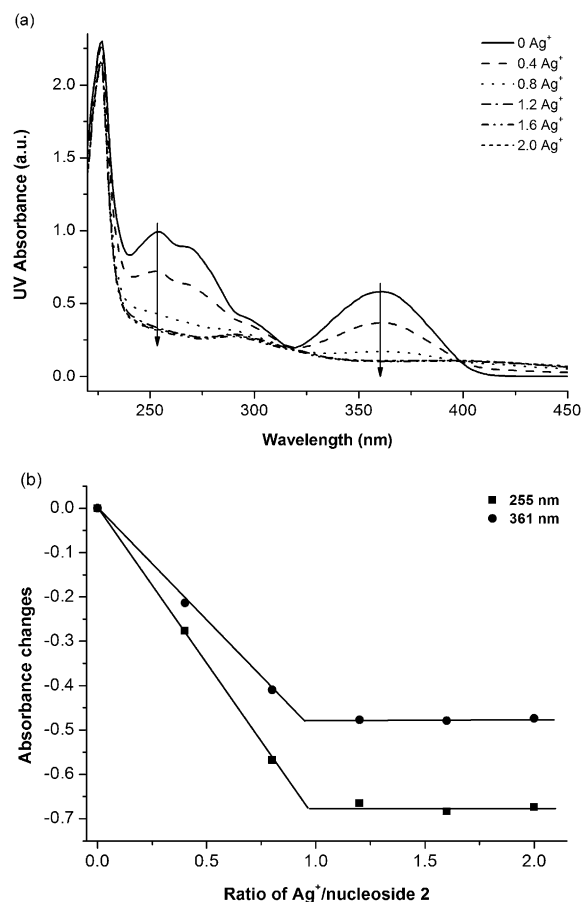 (a)
0 Ag⁺
0.4 Ag⁺
0.8 Ag⁺
1.2 Ag⁺
1.6 Ag⁺
2.0 Ag⁺
UV Absorbance (a.u.)
2.0
1.5
1.0
0.5
0.0
250
300
350
400
450
Wavelength (nm)
(b)
255 nm
361 nm
Absorbance changes
0.0
-0.1
-0.2
-0.3
-0.4
-0.5
-0.6
-0.7
0.0
0.5
1.0
1.5
2.0
Ratio of Ag⁺/nucleoside 2